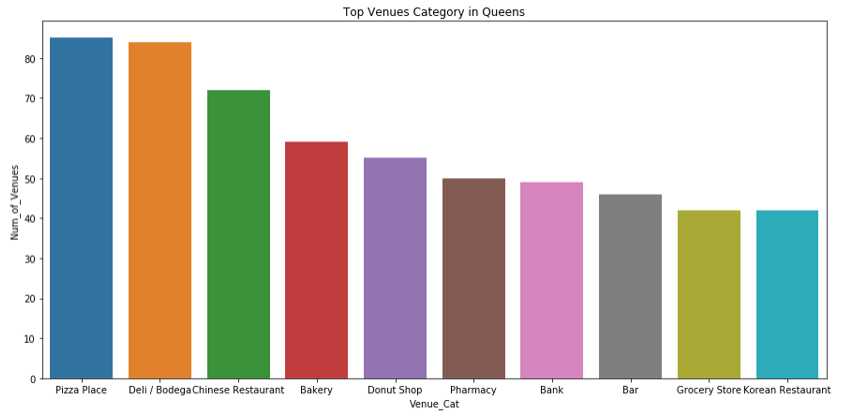 Top Venues Category in Queens
Num_of_Venues
80
70
60
50
40
30
20
10
0
Pizza Place Deli / Bodega Chinese Restaurant Bakery Donut Shop Pharmacy Bank Bar Grocery Store Korean Restaurant
Venue_Cat